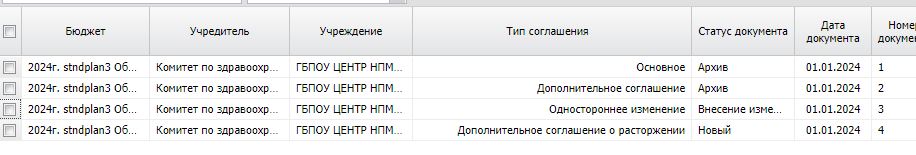 Бюджет Учредитель Учреждение Тип соглашения Статус документа Дата документа Номе докуме
2024г. stndplan3 Об... Комитет по здравоохр... ГБПОУ ЦЕНТР НПМ... Основное Архив 01.01.2024 1
2024г. stndplan3 Об... Комитет по здравоохр... ГБПОУ ЦЕНТР НПМ... Дополнительное соглашение Архив 01.01.2024 2
2024г. stndplan3 Об... Комитет по здравоохр... ГБПОУ ЦЕНТР НПМ... Одностороннее изменение Внесение изме... 01.01.2024 3
2024г. stndplan3 Об... Комитет по здравоохр... ГБПОУ ЦЕНТР НПМ... Дополнительное соглашение о расторжении Новый 01.01.2024 4